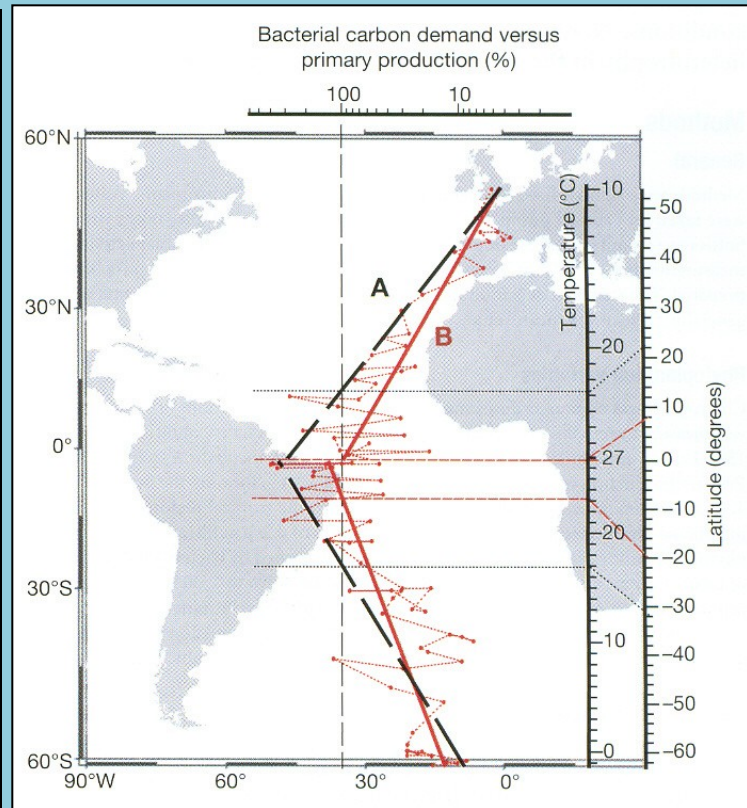 Bacterial carbon demand versus
primary production (%)
100 10
60°N
30°N
0°
30°S
60°S
90°W 60° 30° 0°
A
B
Temperature (°C)
10
20
27
20
10
0
Latitude (degrees)
50
40
30
20
10
0
−10
−20
−30
−40
−50
−60